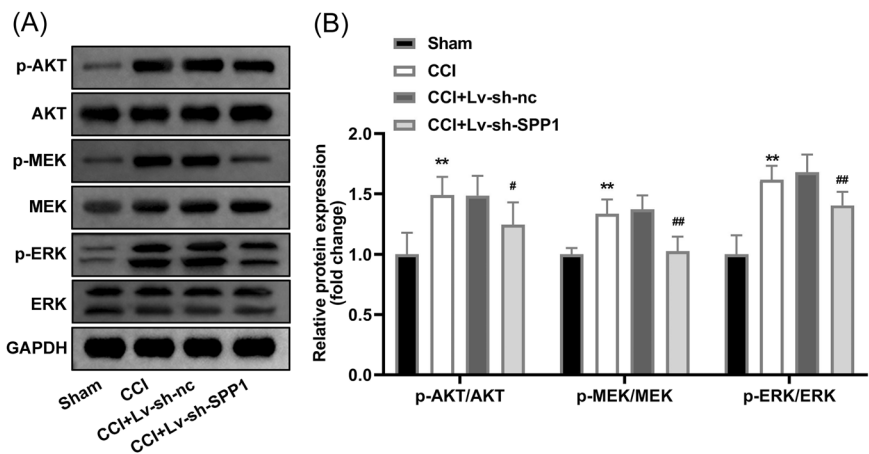 (A)
p-AKT
AKT
p-MEK
MEK
p-ERK
ERK
GAPDH
Sham
CCI
CCI+Lv-sh-nc
CCI+Lv-sh-SPP1
(B)
Sham
CCI
CCI+Lv-sh-nc
CCI+Lv-sh-SPP1
Relative protein expression
(fold change)
2.0
1.5
1.0
0.5
0.0
**
#
**
##
**
##
p-AKT/AKT
p-MEK/MEK
p-ERK/ERK